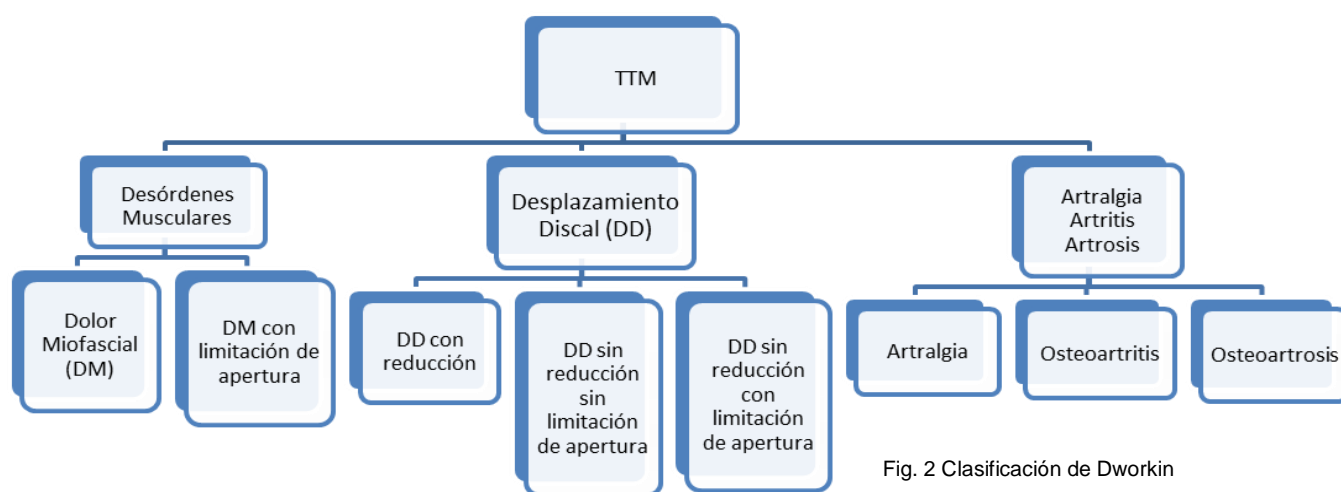 TTM
Desórdenes
Musculares
Desplazamiento
Discal (DD)
Artralgia
Artritis
Artrosis
Dolor
Miofascial
(DM)
DM con
limitación de
apertura
DD con
reducción
DD sin
reducción
sin
limitación
de apertura
DD sin
reducción
con
limitación
de apertura
Artralgia
Osteoartritis
Osteoartrosis
Fig. 2 Clasificación de Dworkin